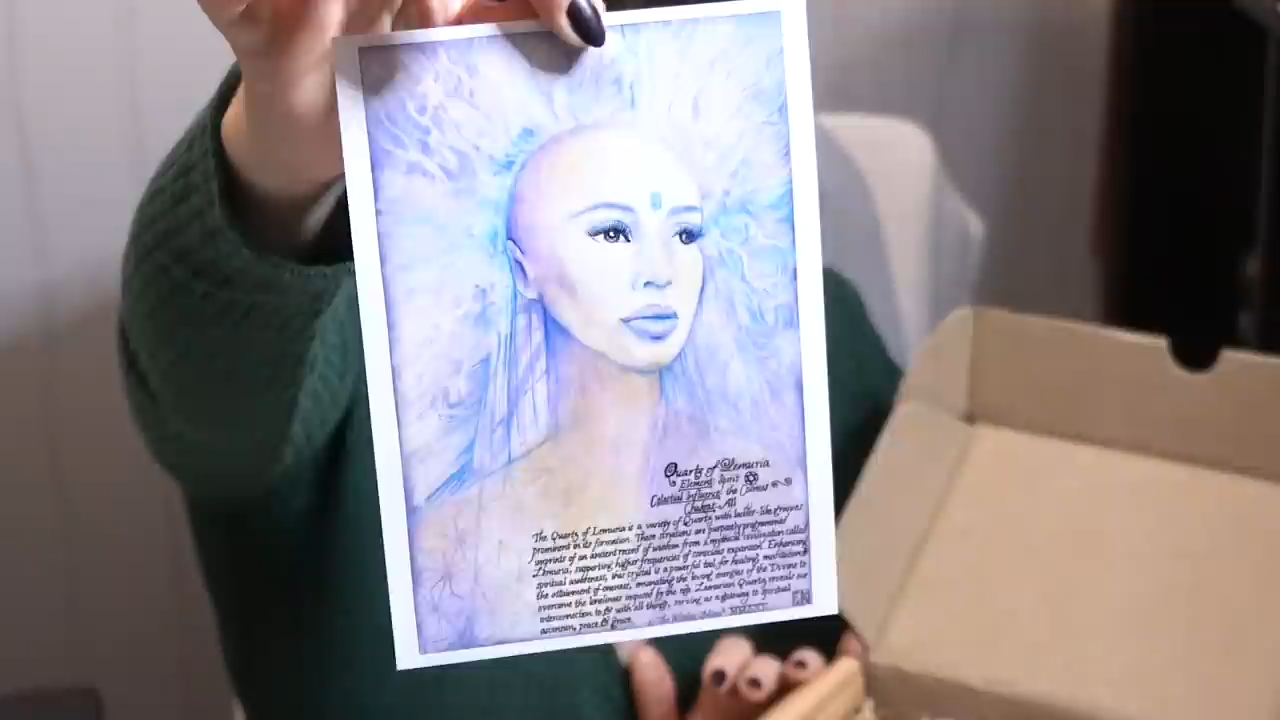 Quartz of Lemuria
Element: Spirit
Celestial Influence: the Cosmos
Chakra: All
The Quartz of Lemuria is a variety of Quartz with ladder-like grooves
prominent in its formation. These striations are purposely programmed
imprints of an ancient record of wisdom from a mythical civilization called
Lemuria, supporting higher frequencies of conscious expansion. Enhancing
spiritual awareness, this crystal is a powerful tool for healing, meditation &
the attainment of oneness, emanating the loving energies of the Divine to
overcome the loneliness imposed by the ego. Lemurian Quartz reveals our
interconnection to & with all things, serving as a gateway to Spiritual
ascension, peace & grace.